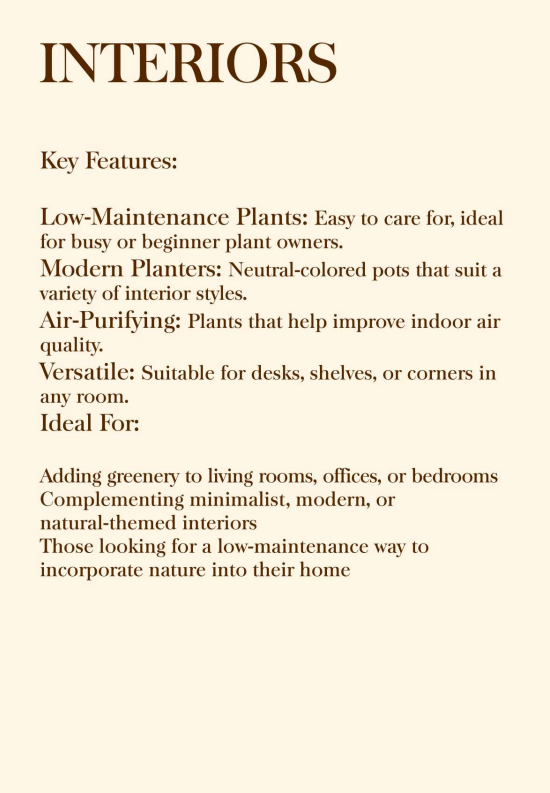 INTERIORS
Key Features:
Low-Maintenance Plants: Easy to care for, ideal
for busy or beginner plant owners.
Modern Planters: Neutral-colored pots that suit a
variety of interior styles.
Air-Purifying: Plants that help improve indoor air
quality.
Versatile: Suitable for desks, shelves, or corners in
any room.
Ideal For:
Adding greenery to living rooms, offices, or bedrooms
Complementing minimalist, modern, or
natural-themed interiors
Those looking for a low-maintenance way to
incorporate nature into their home